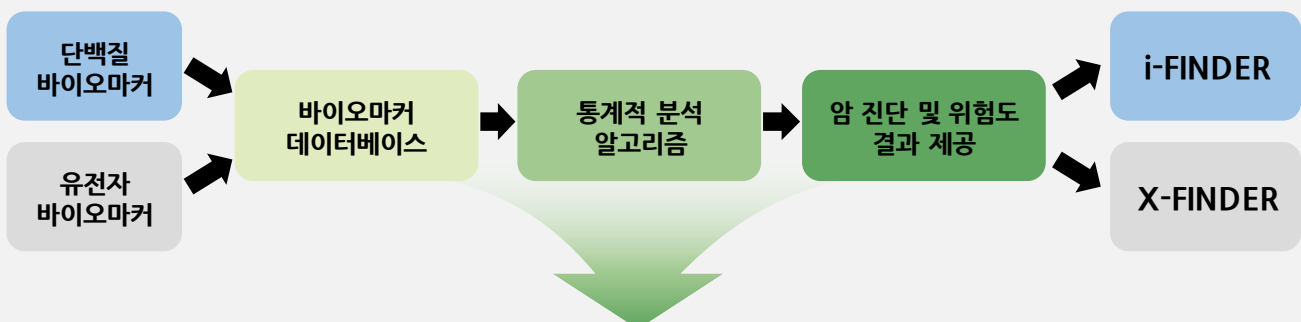 단백질
바이오마커
유전자
바이오마커
바이오마커
데이터베이스
통계적 분석
알고리즘
암 진단 및 위험도
결과 제공
i-FINDER
X-FINDER